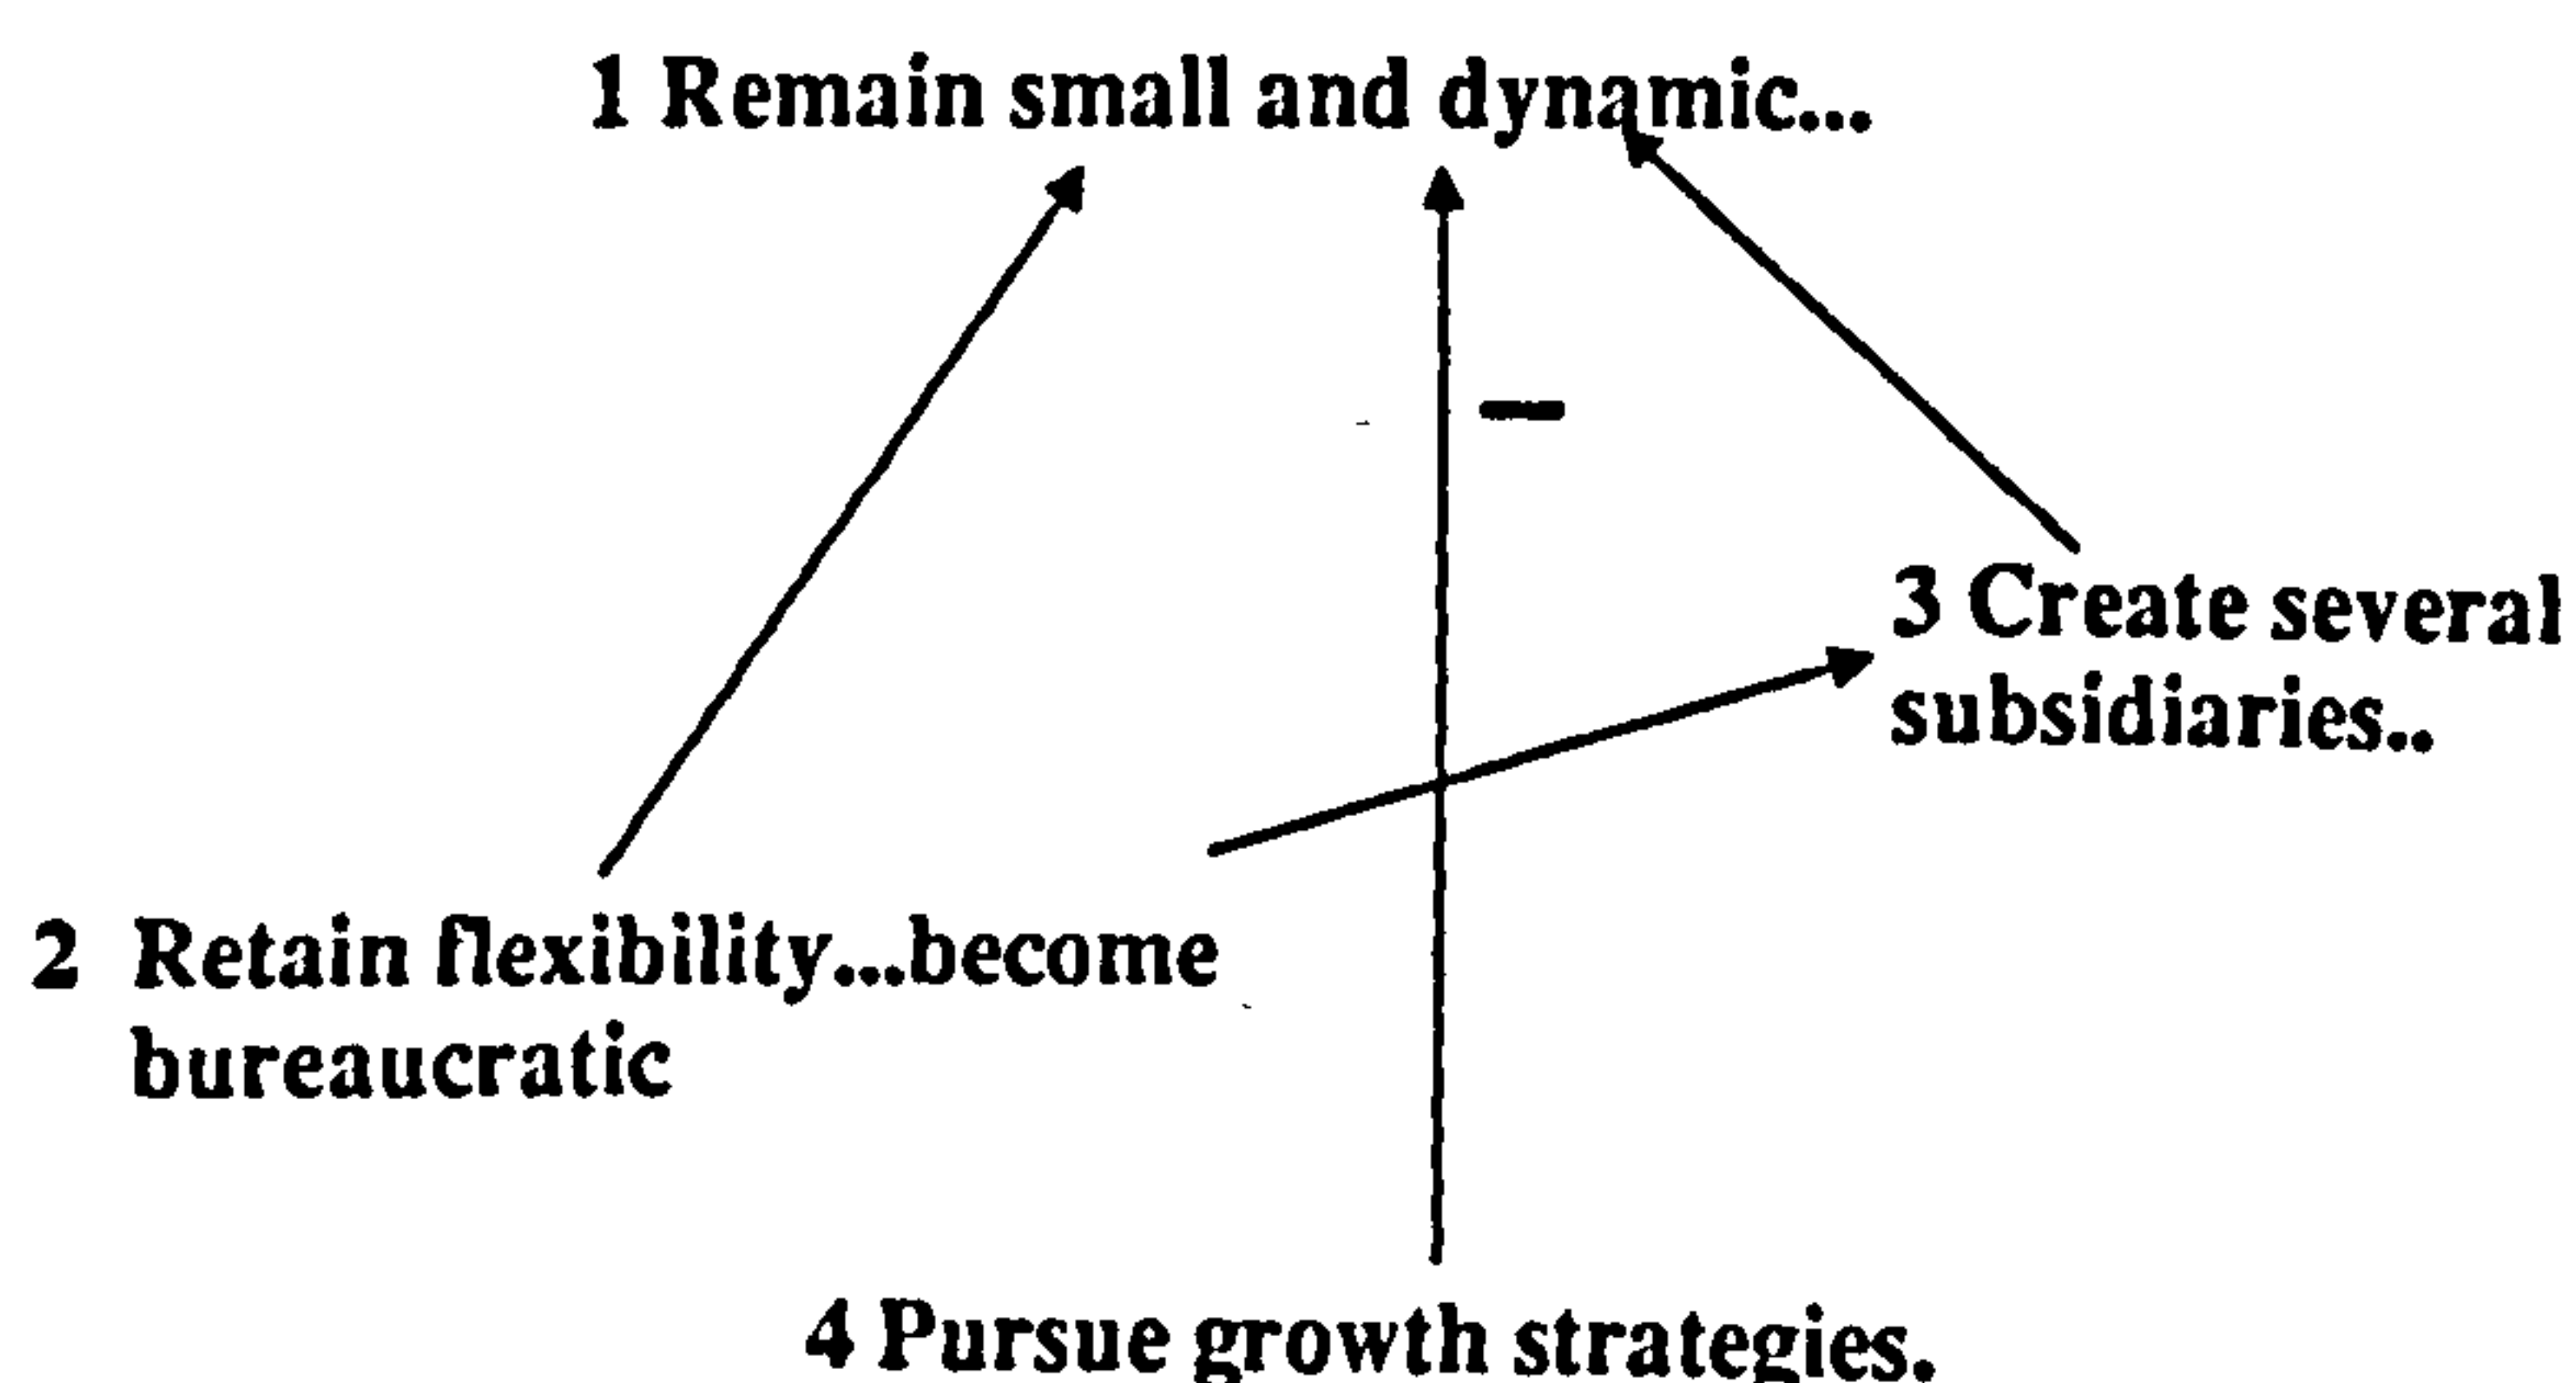 1 Remain small and dynamic...
3 Create several
subsidiaries..
2 Retain flexibility...become
bureaucratic
4 Pursue growth strategies.